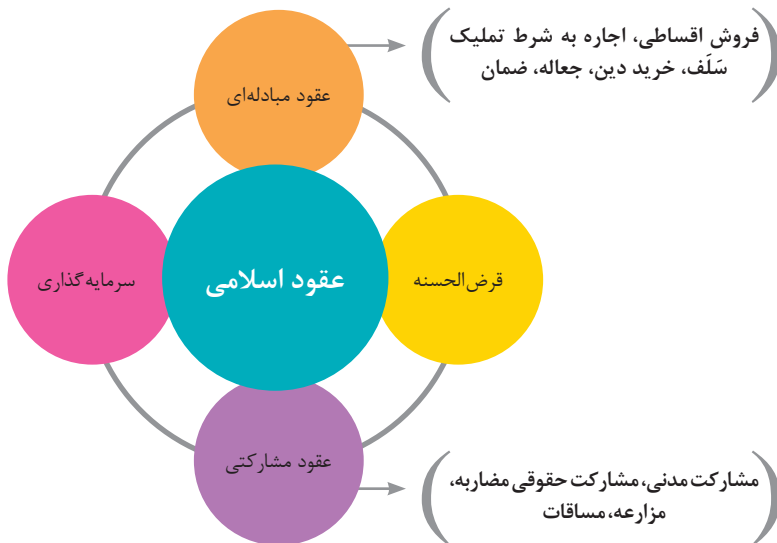 فروش اقساطی، اجاره به شرط تملیک
سَلَف، خرید دین، جعاله، ضمان
عقود مبادله‌ای
قرض‌الحسنه
عقود اسلامی
سرمایه‌گذاری
عقود مشارکتی
مشارکت مدنی، مشارکت حقوقی مضاربه،
مزارعه، مساقات